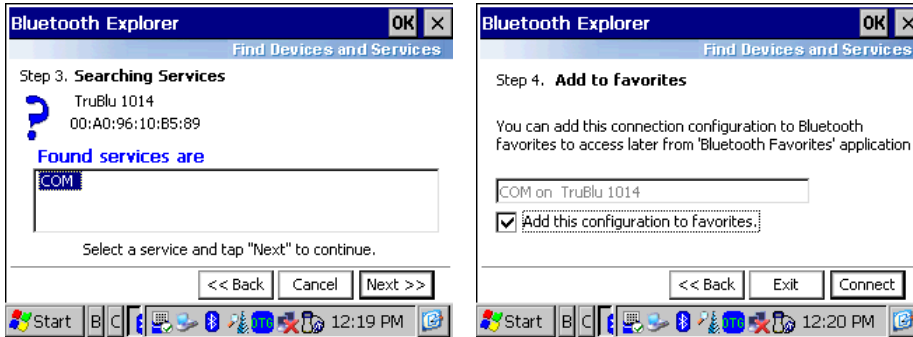 Bluetooth Explorer OK
Find Devices and Services
Step 3. Searching Services
TruBlu 1014
00:A0:96:10:B5:89
Found services are
COM
Select a service and tap "Next" to continue.
<< Back Cancel Next >>
Start B C OTG 12:19 PM
Bluetooth Explorer OK
Find Devices and Services
Step 4. Add to favorites
You can add this connection configuration to Bluetooth
favorites to access later from 'Bluetooth Favorites' application
COM on TruBlu 1014
Add this configuration to favorites.
<< Back Exit Connect
Start B C OTG 12:20 PM